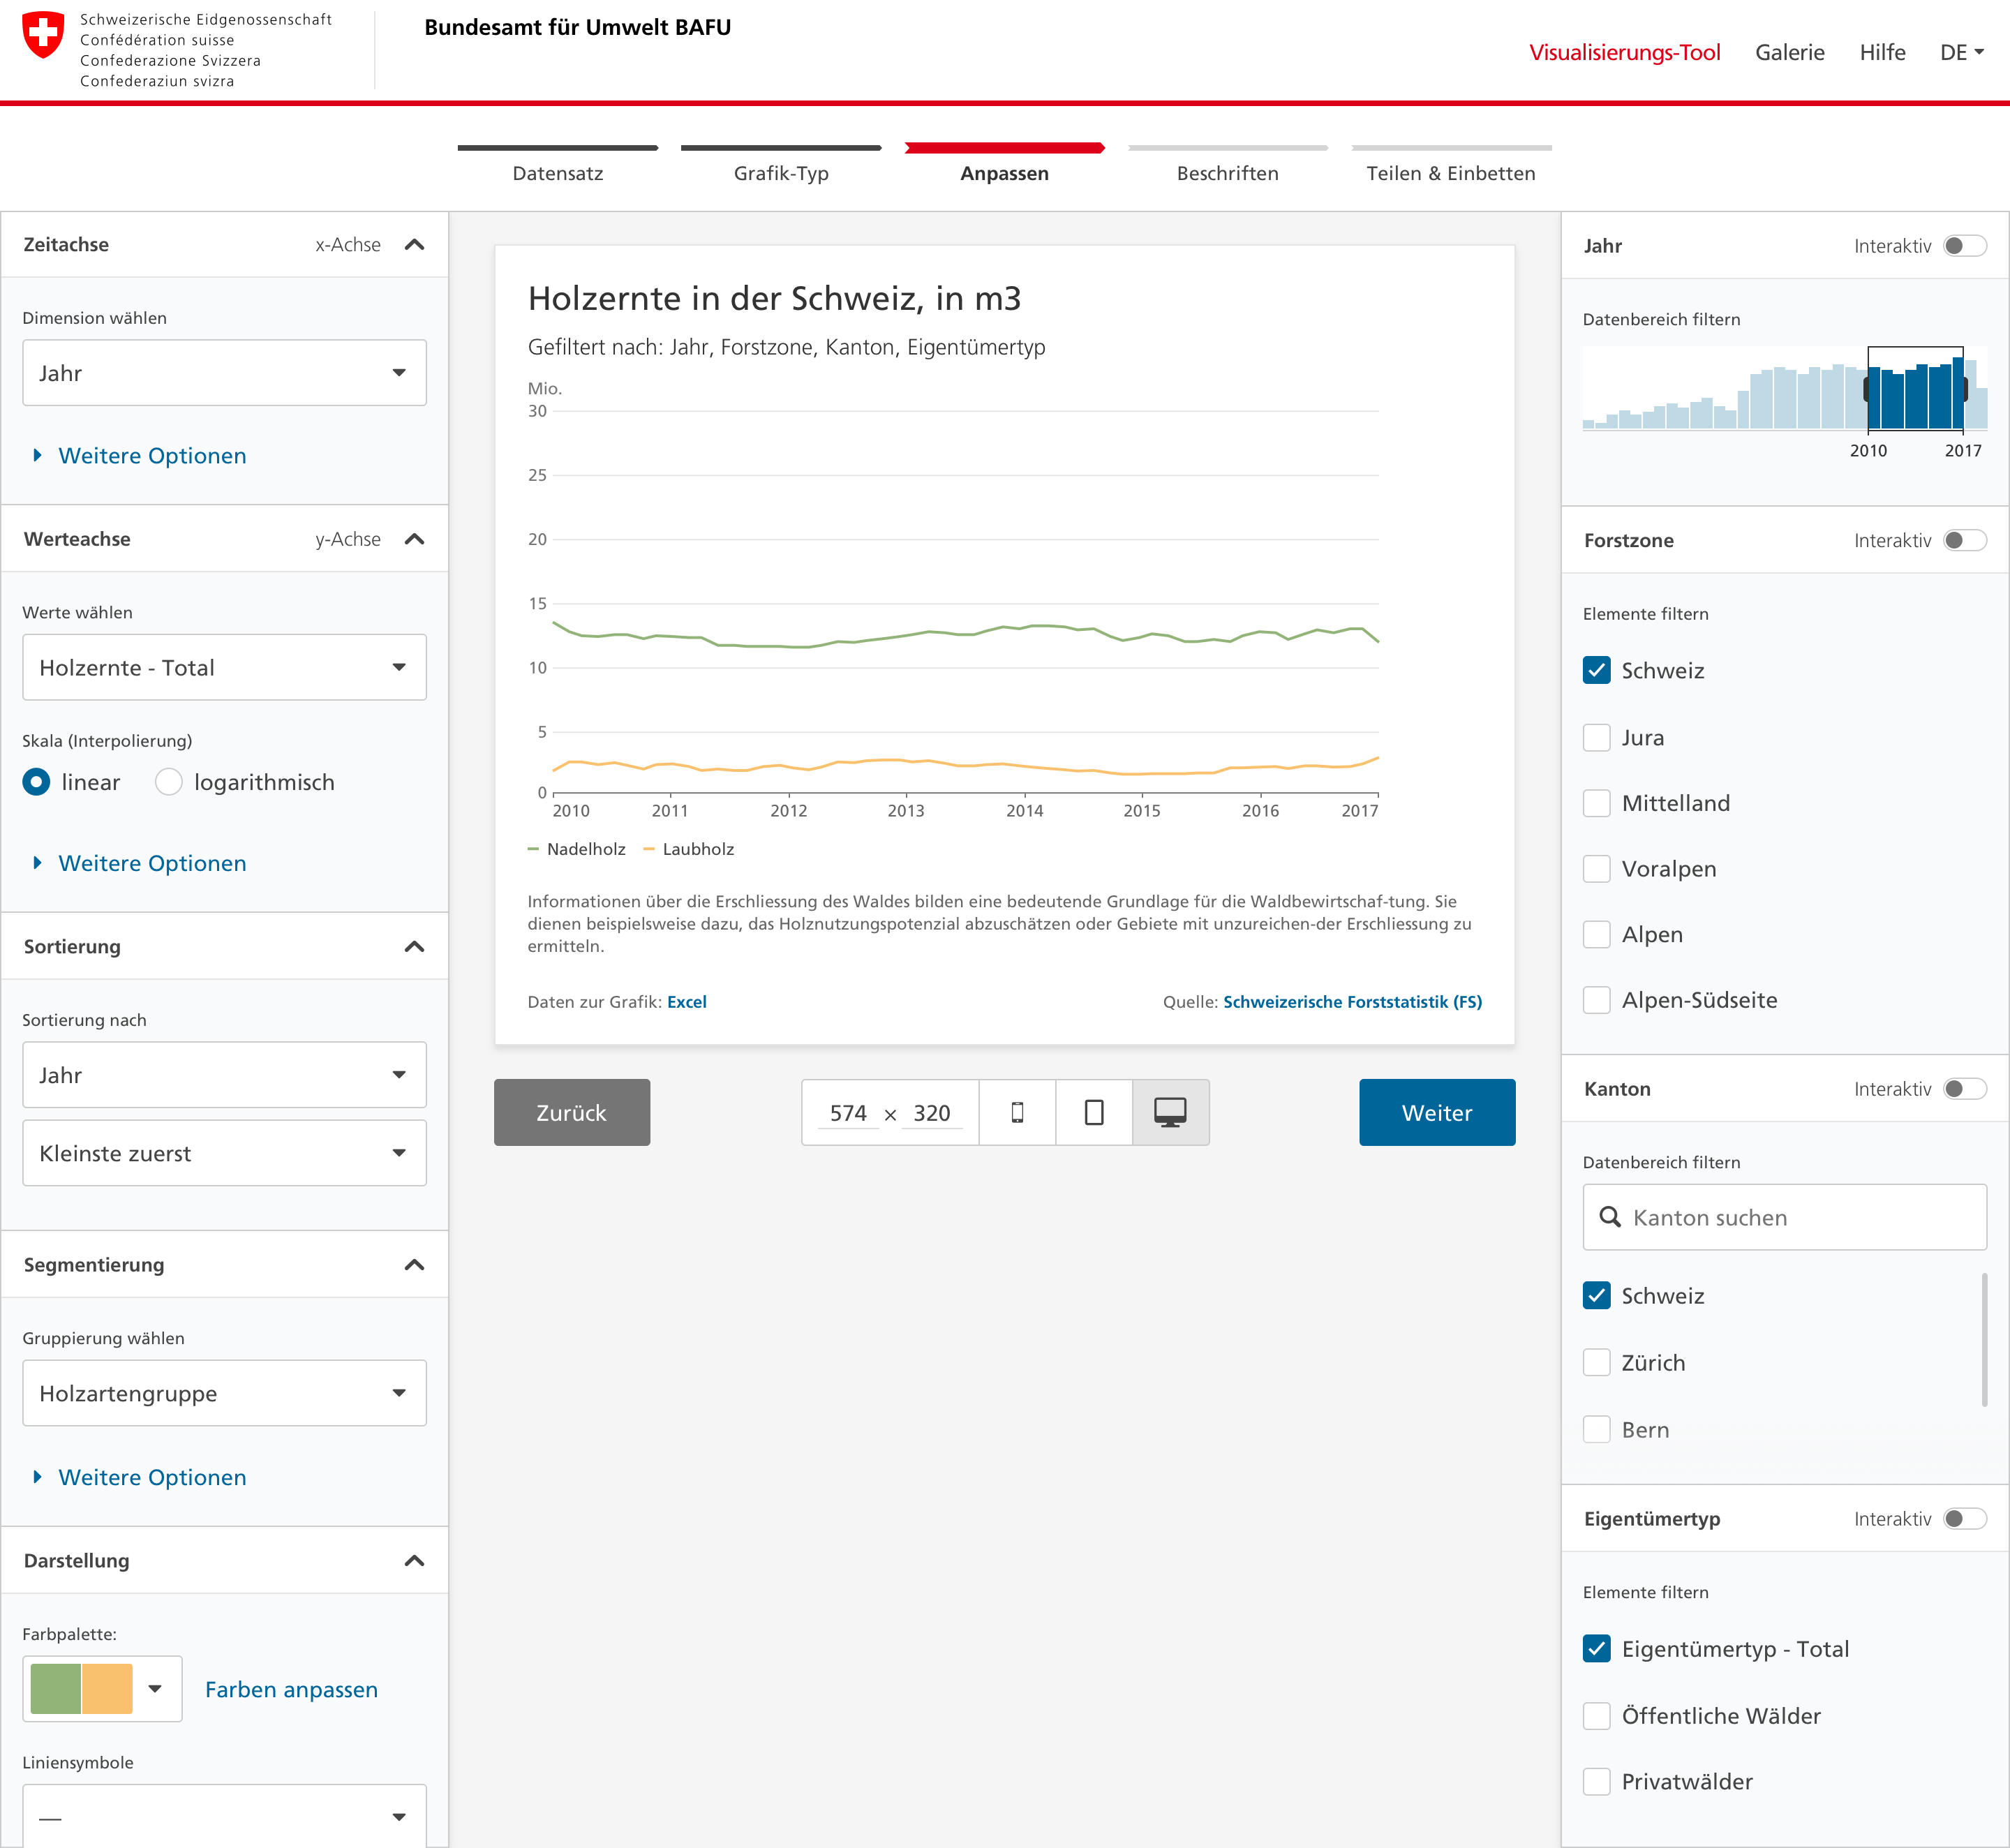 Schweizerische Eidgenossenschaft
Confédération suisse
Confederazione Svizzera
Confederaziun svizra
Bundesamt für Umwelt BAFU
Visualisierungs-Tool Galerie Hilfe DE
Datensatz Grafik-Typ Anpassen Beschriften Teilen & Einbetten
Zeitachse x-Achse
Dimension wählen
Jahr
Weitere Optionen
Werteachse y-Achse
Werte wählen
Holzernte - Total
Skala (Interpolierung)
linear logarithmisch
Weitere Optionen
Sortierung
Sortierung nach
Jahr
Kleinste zuerst
Segmentierung
Gruppierung wählen
Holzartengruppe
Weitere Optionen
Darstellung
Farbpalette:
Farben anpassen
Liniensymbole
—
Holzernte in der Schweiz, in m3
Gefiltert nach: Jahr, Forstzone, Kanton, Eigentümertyp
Mio.
30
25
20
15
10
5
0
2010 2011 2012 2013 2014 2015 2016 2017
Nadelholz Laubholz
Informationen über die Erschliessung des Waldes bilden eine bedeutende Grundlage für die Waldbewirtschaf-tung. Sie
dienen beispielsweise dazu, das Holznutzungspotenzial abzuschätzen oder Gebiete mit unzureichen-der Erschliessung zu
ermitteln.
Daten zur Grafik: Excel Quelle: Schweizerische Forststatistik (FS)
Zurück 574 × 320 Weiter
Jahr Interaktiv
Datenbereich filtern
2010 2017
Forstzone Interaktiv
Elemente filtern
Schweiz
Jura
Mittelland
Voralpen
Alpen
Alpen-Südseite
Kanton Interaktiv
Datenbereich filtern
Kanton suchen
Schweiz
Zürich
Bern
Eigentümertyp Interaktiv
Elemente filtern
Eigentümertyp - Total
Öffentliche Wälder
Privatwälder